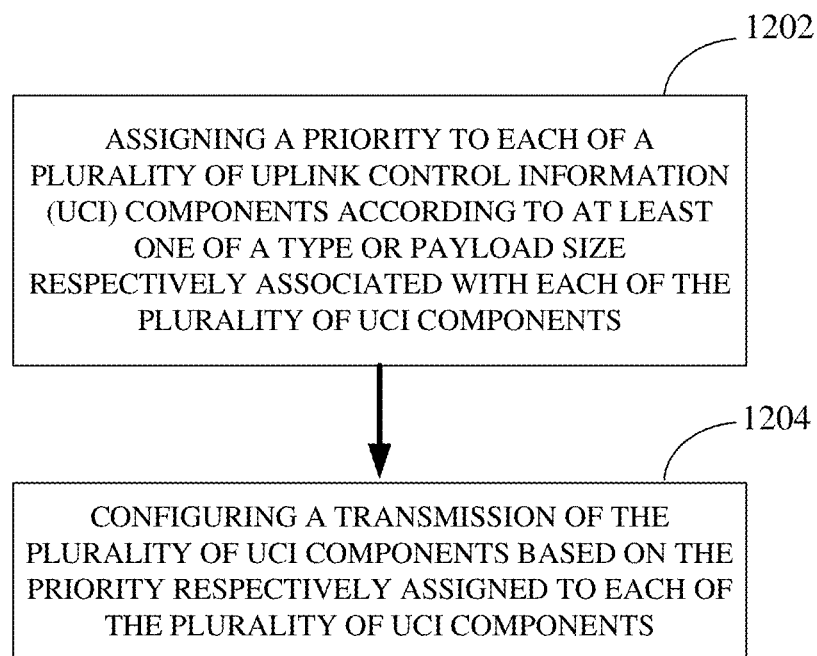 1202
ASSIGNING A PRIORITY TO EACH OF A
PLURALITY OF UPLINK CONTROL INFORMATION
(UCI) COMPONENTS ACCORDING TO AT LEAST
ONE OF A TYPE OR PAYLOAD SIZE
RESPECTIVELY ASSOCIATED WITH EACH OF THE
PLURALITY OF UCI COMPONENTS
1204
CONFIGURING A TRANSMISSION OF THE
PLURALITY OF UCI COMPONENTS BASED ON THE
PRIORITY RESPECTIVELY ASSIGNED TO EACH OF
THE PLURALITY OF UCI COMPONENTS